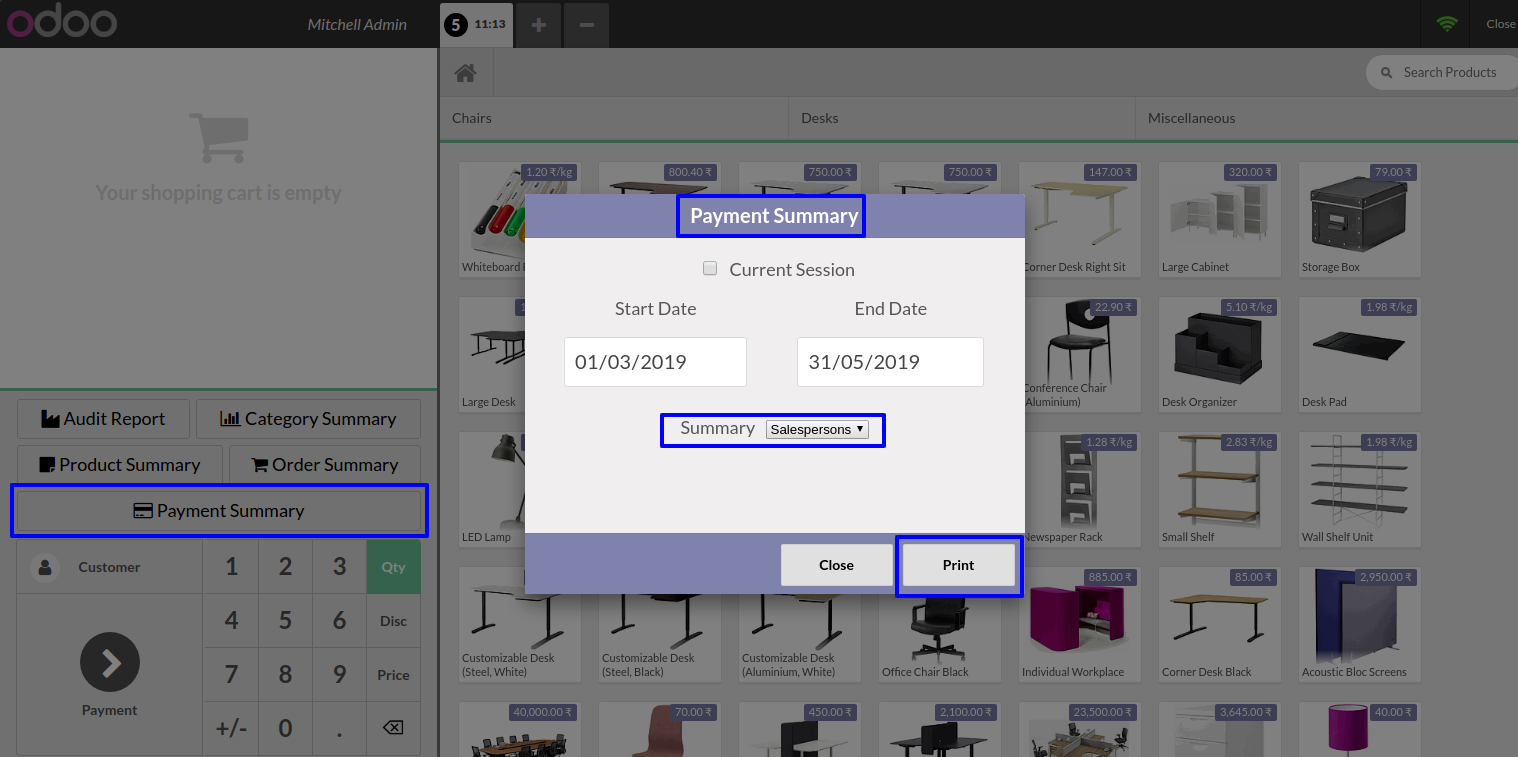 odoo
Mitchell Admin
5 11:13
+
−
Close
Search Products
Chairs
Desks
Miscellaneous
Your shopping cart is empty
1.20 ₹/kg
800.40 ₹
750.00 ₹
750.00 ₹
147.00 ₹
320.00 ₹
79.00 ₹
Whiteboard
Corner Desk Right Sit
Large Cabinet
Storage Box
Payment Summary
Current Session
Start Date
End Date
01/03/2019
31/05/2019
Summary
Salespersons
Close
Print
22.90 ₹
5.10 ₹/kg
1.98 ₹/kg
Large Desk
Conference Chair
(Aluminium)
Desk Organizer
Desk Pad
1.28 ₹/kg
2.83 ₹/kg
1.98 ₹/kg
LED Lamp
Newspaper Rack
Small Shelf
Wall Shelf Unit
885.00 ₹
85.00 ₹
2,950.00 ₹
Customizable Desk
(Steel, White)
Customizable Desk
(Steel, Black)
Customizable Desk
(Aluminium, White)
Office Chair Black
Individual Workplace
Corner Desk Black
Acoustic Bloc Screens
40,000.00 ₹
70.00 ₹
450.00 ₹
2,100.00 ₹
23,500.00 ₹
3,645.00 ₹
40.00 ₹
Audit Report
Category Summary
Product Summary
Order Summary
Payment Summary
Customer
1 2 3 Qty
4 5 6 Disc
7 8 9 Price
+/- 0 .
Payment